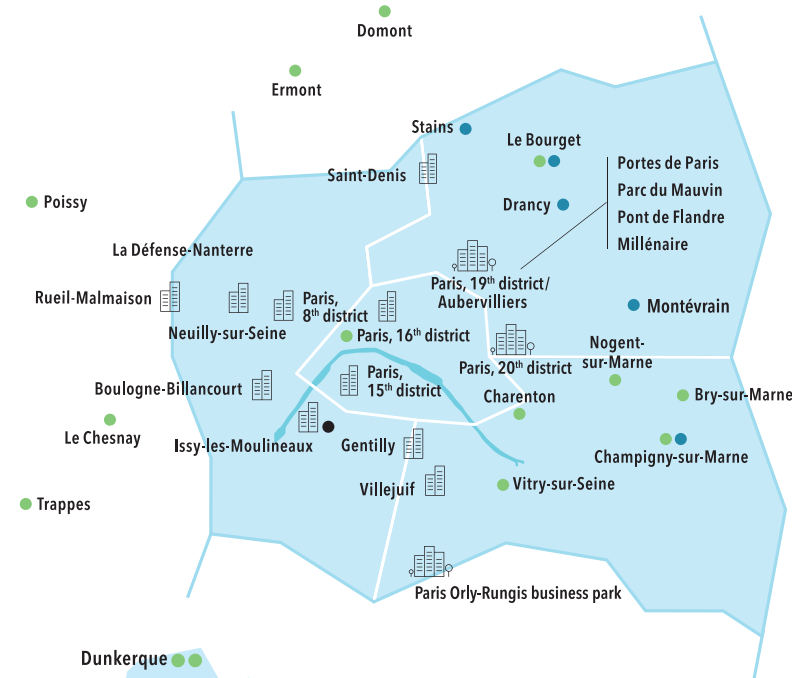 Domont
Ermont
Stains
Le Bourget
Saint-Denis
Portes de Paris
Parc du Mauvin
Pont de Flandre
Millénaire
Drancy
Poissy
La Défense-Nanterre
Rueil-Malmaison
Paris, 19th district/
Aubervilliers
Paris,
8th district
Montévrain
Neuilly-sur-Seine
Paris, 16th district
Nogent-
sur-Marne
Paris, 20th district
Paris,
15th district
Boulogne-Billancourt
Charenton
Bry-sur-Marne
Le Chesnay
Issy-les-Moulineaux
Gentilly
Champigny-sur-Marne
Villejuif
Vitry-sur-Seine
Trappes
Paris Orly-Rungis business park
Dunkerque